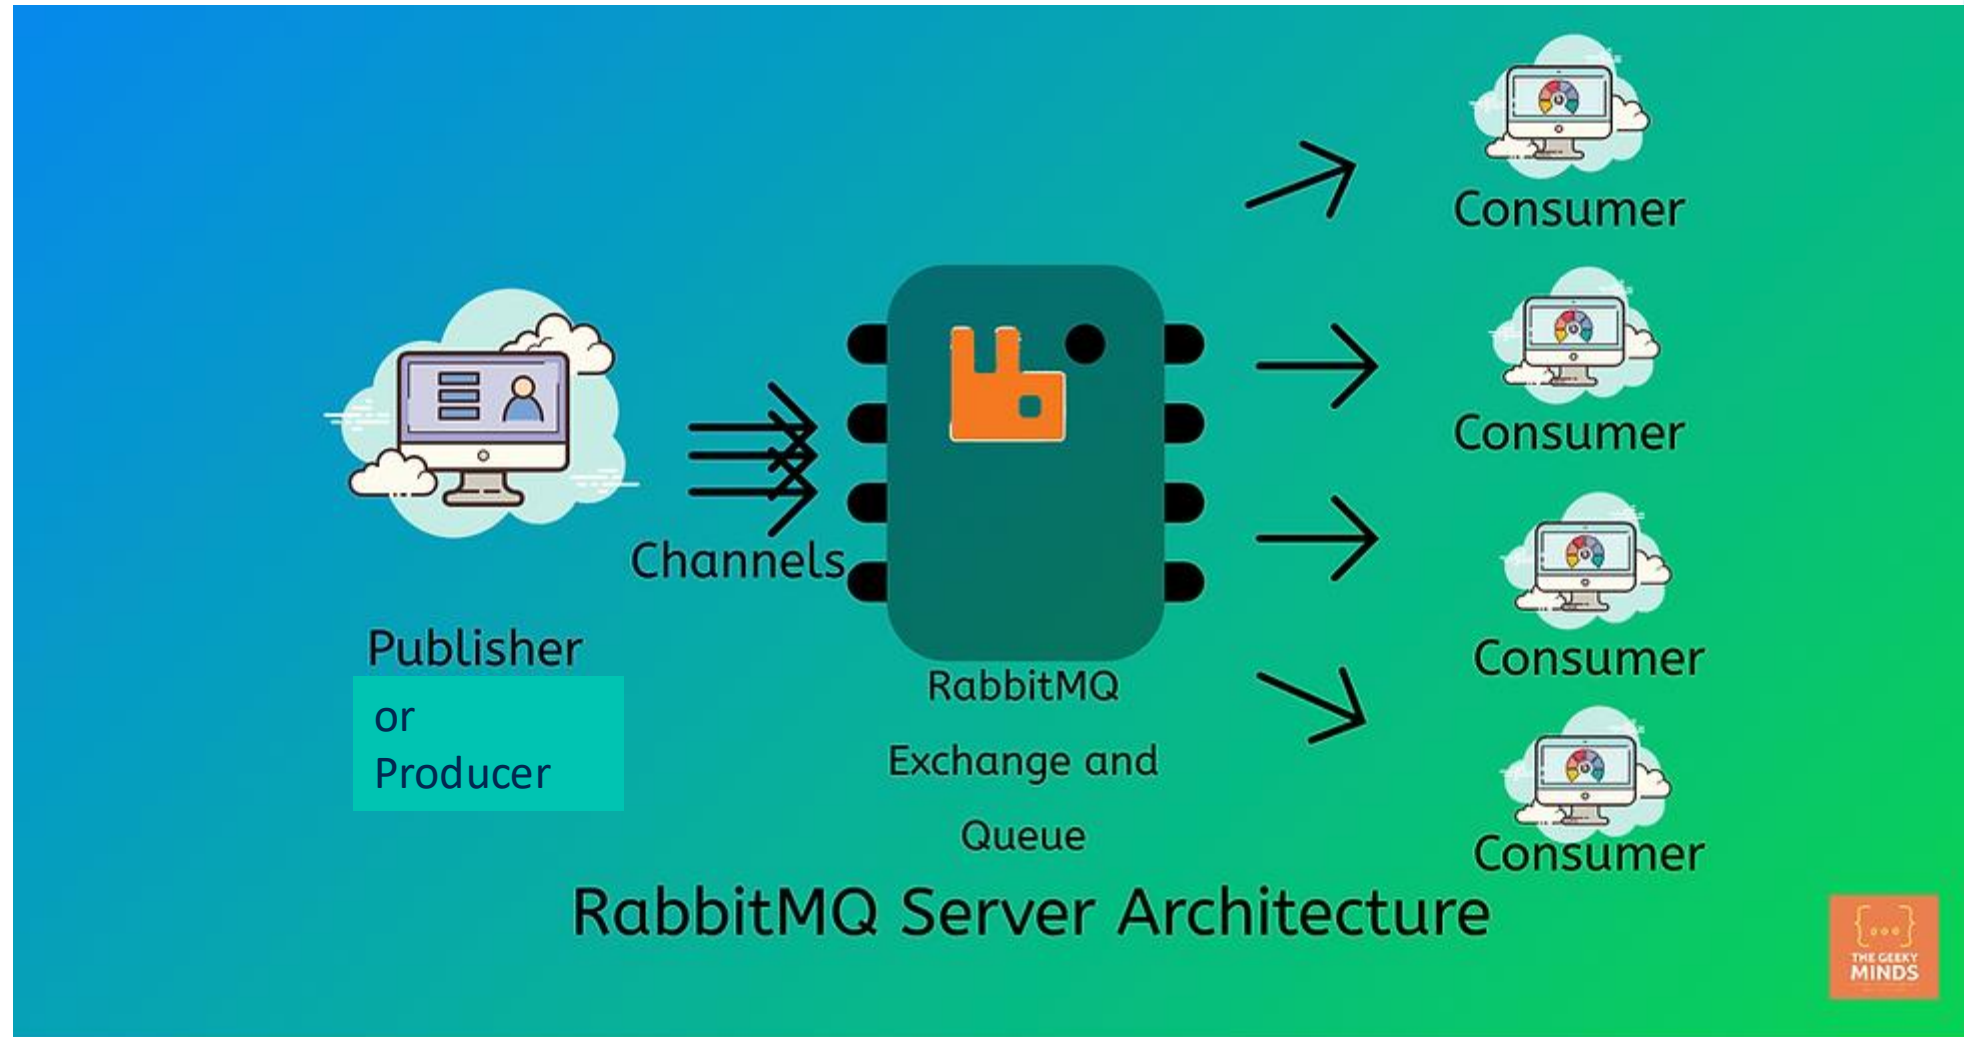 Consumer
Consumer
Channels
Publisher
or
Producer
RabbitMQ
Exchange and
Queue
Consumer
Consumer
RabbitMQ Server Architecture
{...}
THE GEEKY
MINDS